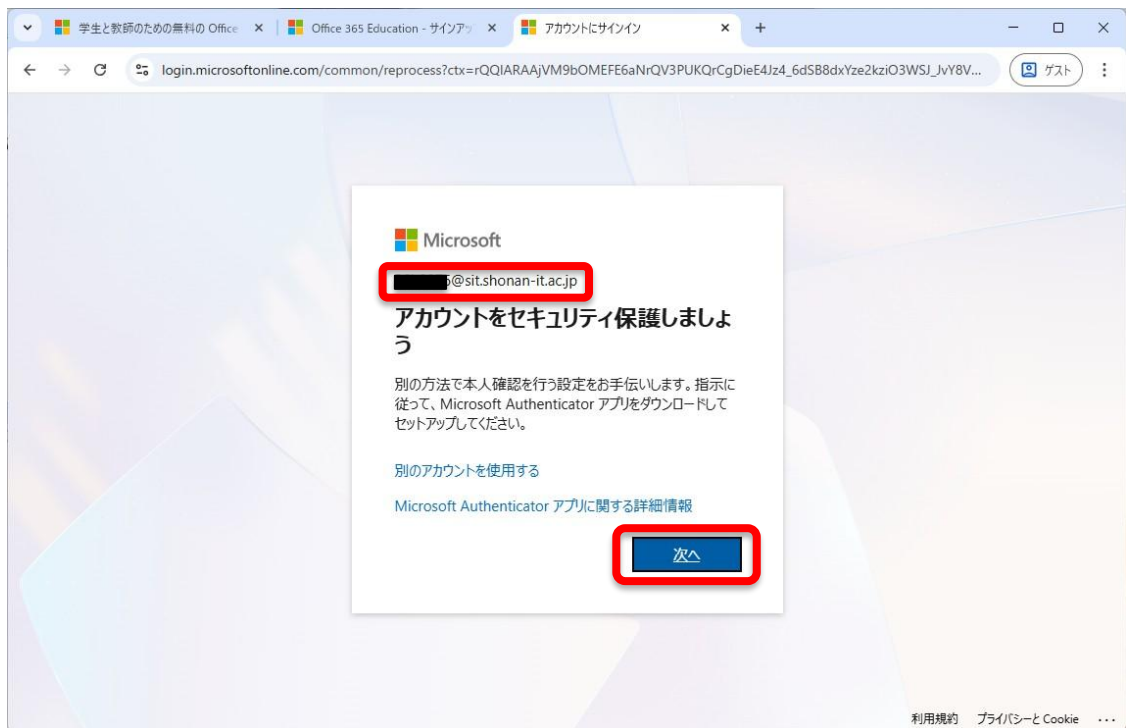 学生と教師のための無料の Office
Office 365 Education - サインアッ
アカウントにサインイン
login.microsoftonline.com/common/reprocess?ctx=rQQIARAAjVM9bOMEFE6aNrQV3PUKQrCgDieE4Jz4_6dSB8dxYze2kziO3WSJ_JvY8V...
ゲスト
Microsoft
@sit.shonan-it.ac.jp
アカウントをセキュリティ保護しましょ
う
別の方法で本人確認を行う設定をお手伝いします。指示に
従って、Microsoft Authenticator アプリをダウンロードして
セットアップしてください。
別のアカウントを使用する
Microsoft Authenticator アプリに関する詳細情報
次へ
利用規約 プライバシーと Cookie ...